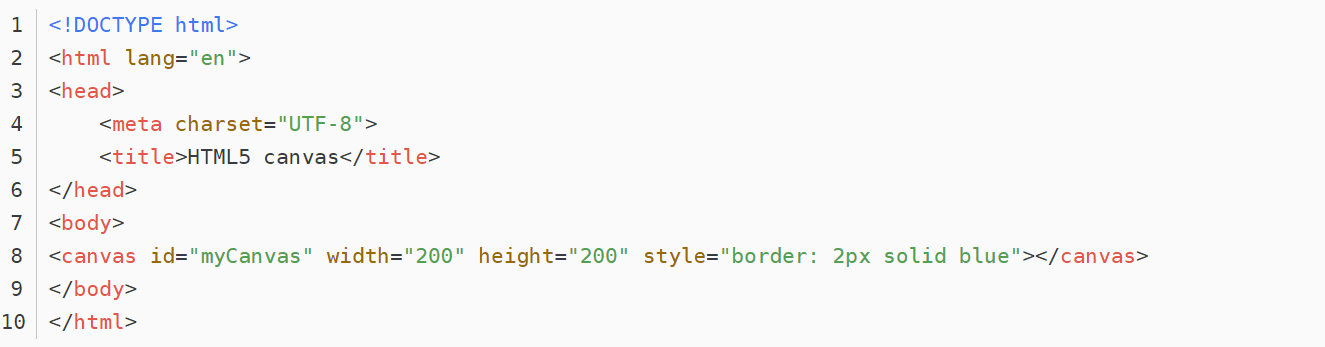 1 <!DOCTYPE html>
2 <html lang="en">
3 <head>
4     <meta charset="UTF-8">
5     <title>HTML5 canvas</title>
6 </head>
7 <body>
8 <canvas id="myCanvas" width="200" height="200" style="border: 2px solid blue"></canvas>
9 </body>
10 </html>